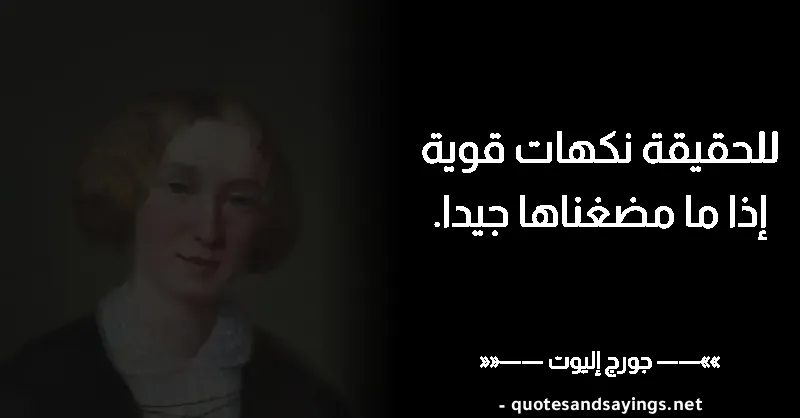 للحقيقة نكهات قوية
إذا ما مضغناها جيدا.
»»—— جورج إليوت ——««
- quotesandsayings.net